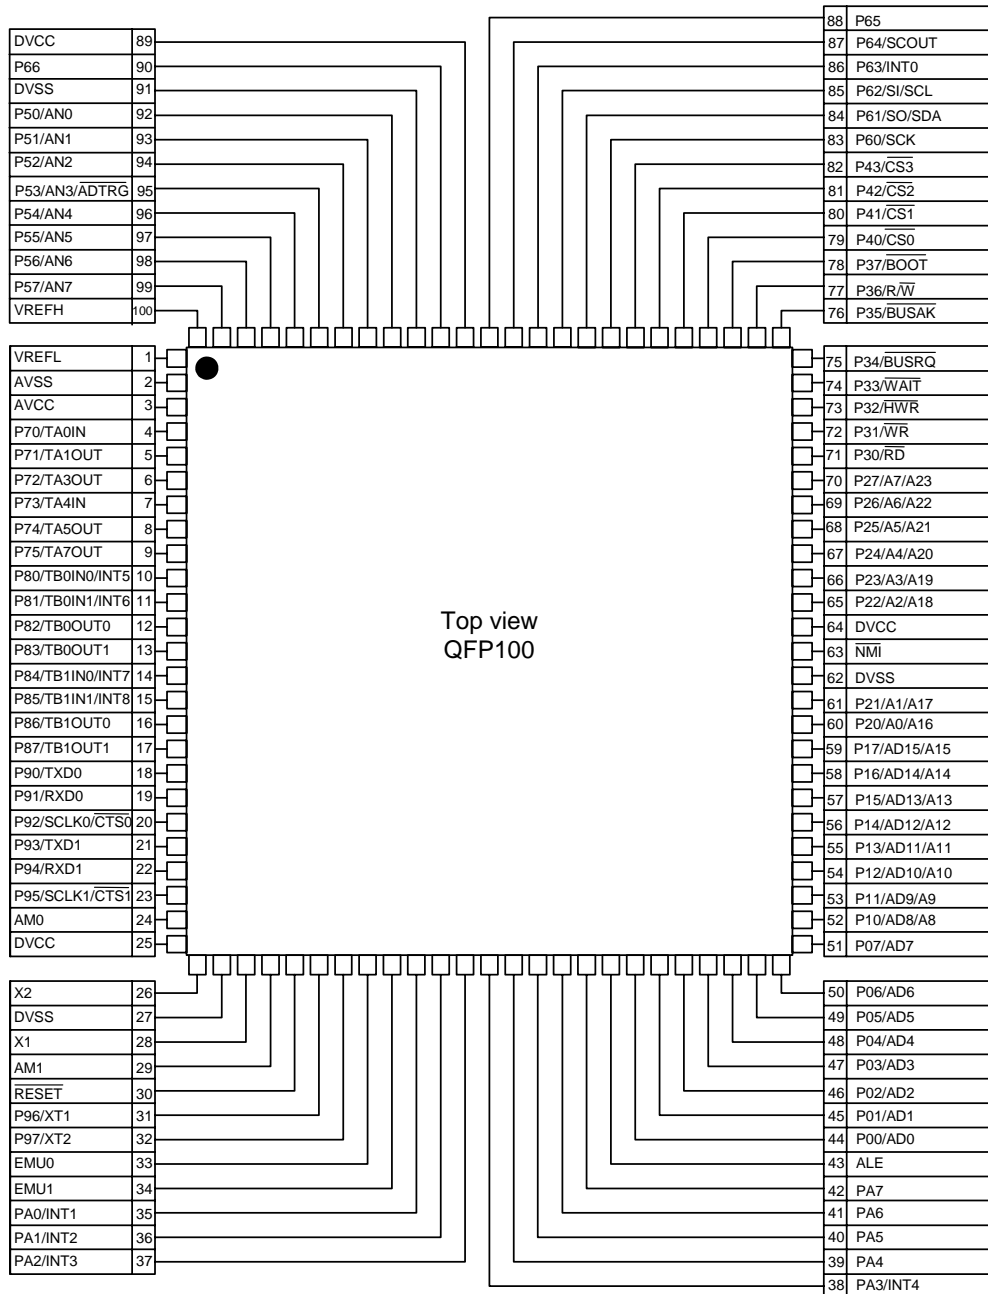 88 P65
87 P64/SCOUT
86 P63/INT0
85 P62/SI/SCL
84 P61/SO/SDA
83 P60/SCK
82 P43/CS3
81 P42/CS2
80 P41/CS1
79 P40/CS0
78 P37/BOOT
77 P36/R/W
76 P35/BUSAK
DVCC 89
P66 90
DVSS 91
P50/AN0 92
P51/AN1 93
P52/AN2 94
P53/AN3/ADTRG 95
P54/AN4 96
P55/AN5 97
P56/AN6 98
P57/AN7 99
VREFH 100
VREFL 1
AVSS 2
AVCC 3
P70/TA0IN 4
P71/TA1OUT 5
P72/TA3OUT 6
P73/TA4IN 7
P74/TA5OUT 8
P75/TA7OUT 9
P80/TB0IN0/INT5 10
P81/TB0IN1/INT6 11
P82/TB0OUT0 12
P83/TB0OUT1 13
P84/TB1IN0/INT7 14
P85/TB1IN1/INT8 15
P86/TB1OUT0 16
P87/TB1OUT1 17
P90/TXD0 18
P91/RXD0 19
P92/SCLK0/CTS0 20
P93/TXD1 21
P94/RXD1 22
P95/SCLK1/CTS1 23
AM0 24
DVCC 25
Top view
QFP100
75 P34/BUSRQ
74 P33/WAIT
73 P32/HWR
72 P31/WR
71 P30/RD
70 P27/A7/A23
69 P26/A6/A22
68 P25/A5/A21
67 P24/A4/A20
66 P23/A3/A19
65 P22/A2/A18
64 DVCC
63 NMI
62 DVSS
61 P21/A1/A17
60 P20/A0/A16
59 P17/AD15/A15
58 P16/AD14/A14
57 P15/AD13/A13
56 P14/AD12/A12
55 P13/AD11/A11
54 P12/AD10/A10
53 P11/AD9/A9
52 P10/AD8/A8
51 P07/AD7
X2 26
DVSS 27
X1 28
AM1 29
RESET 30
P96/XT1 31
P97/XT2 32
EMU0 33
EMU1 34
PA0/INT1 35
PA1/INT2 36
PA2/INT3 37
50 P06/AD6
49 P05/AD5
48 P04/AD4
47 P03/AD3
46 P02/AD2
45 P01/AD1
44 P00/AD0
43 ALE
42 PA7
41 PA6
40 PA5
39 PA4
38 PA3/INT4